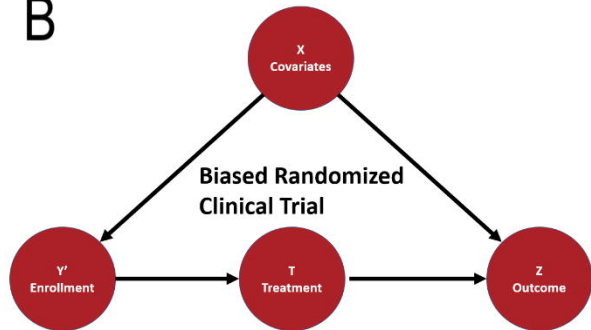 B
X
Covariates
Biased Randomized
Clinical Trial
Y'
Enrollment
T
Treatment
Z
Outcome